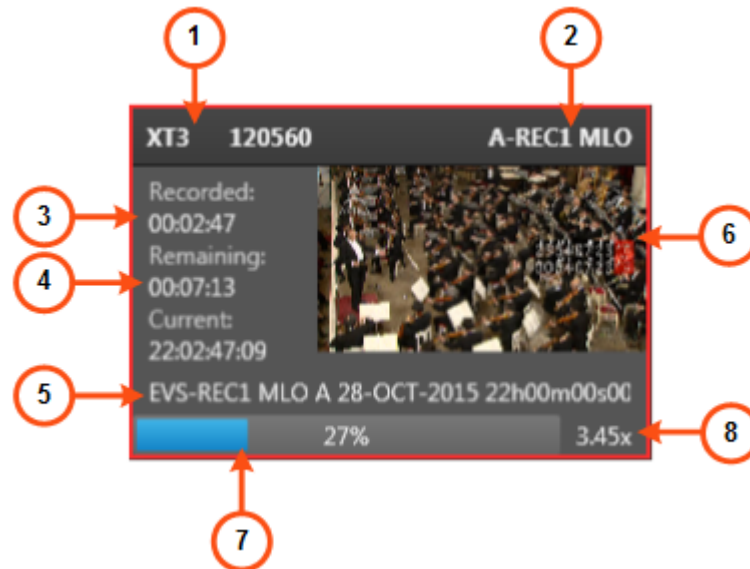 1
2
XT3 120560 A-REC1 MLO
Recorded:
3
00:02:47
6
Remaining:
4
00:07:13
Current:
22:02:47:09
5
EVS-REC1 MLO A 28-OCT-2015 22h00m00s00
27% 3.45x
8
7